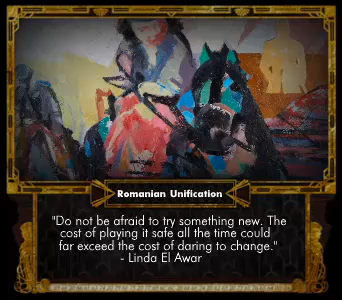 Romanian Unification
"Do not be afraid to try something new. The
cost of playing it safe all the time could
far exceed the cost of daring to change."
- Linda El Awar